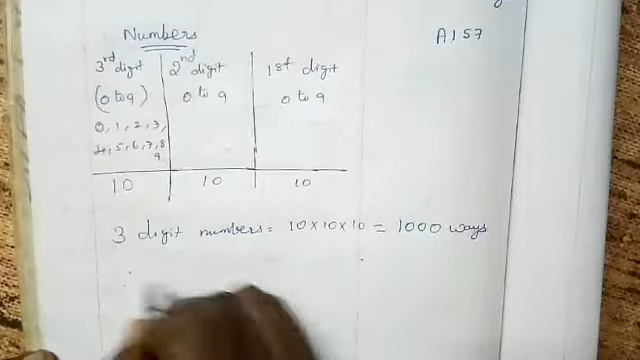 Numbers
A157
3rd digit 2nd digit 1st digit
(0 to 9) 0 to 9 0 to 9
0, 1, 2, 3,
4, 5, 6, 7, 8
9
10 10 10
3 digit numbers = 10 x 10 x 10 = 1000 ways